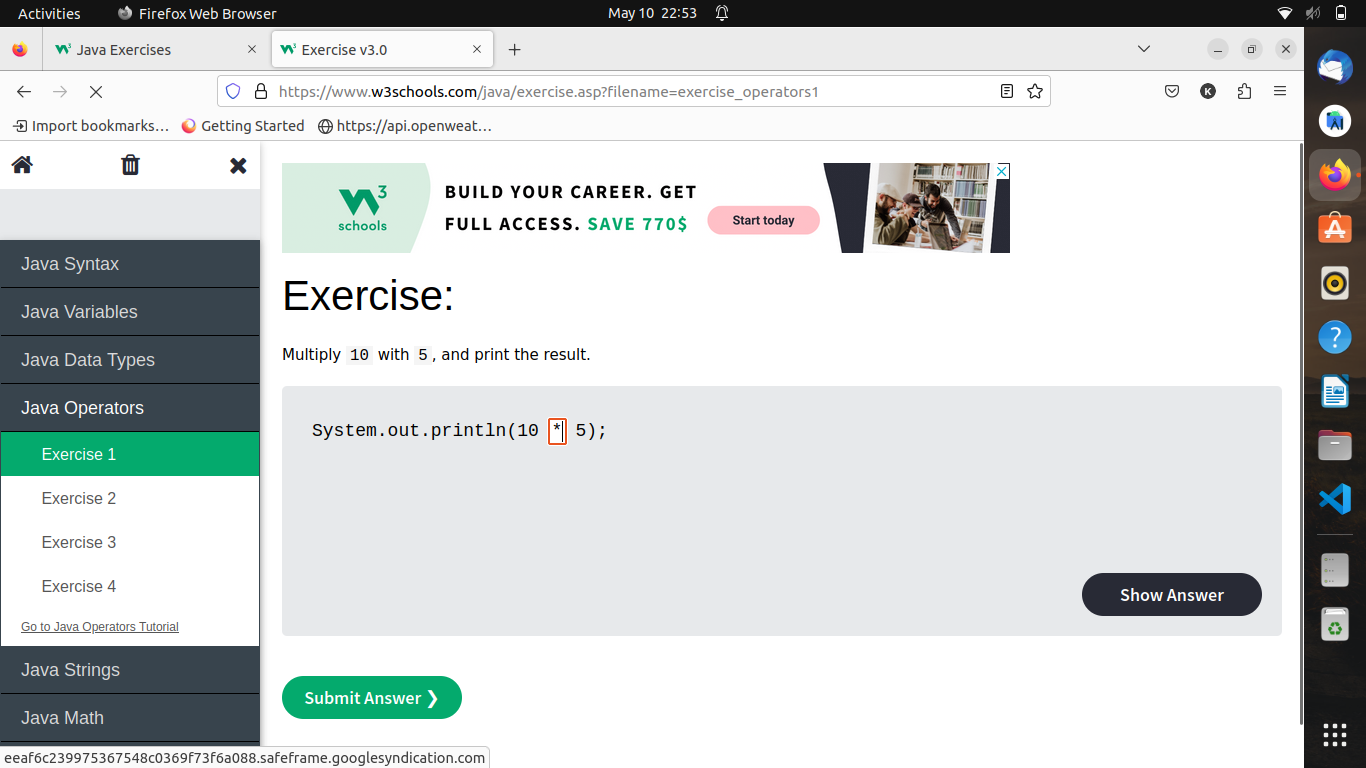 Activities
Firefox Web Browser
May 10 22:53
Java Exercises
Exercise v3.0
https://www.w3schools.com/java/exercise.asp?filename=exercise_operators1
K
Import bookmarks…
Getting Started
https://api.openweat…
Java Syntax
Java Variables
Java Data Types
Java Operators
Exercise 1
Exercise 2
Exercise 3
Exercise 4
Go to Java Operators Tutorial
Java Strings
Java Math
W3
schools
BUILD YOUR CAREER. GET
FULL ACCESS. SAVE 770$
Start today
Exercise:
Multiply 10 with 5, and print the result.
System.out.println(10 * 5);
Show Answer
Submit Answer ❯
eeaf6c239975367548c0369f73f6a088.safeframe.googlesyndication.com